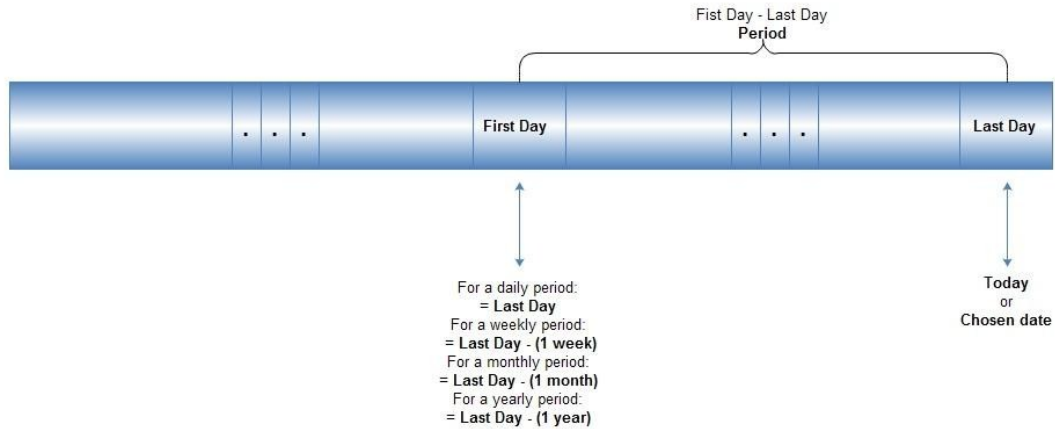 Fist Day - Last Day
Period
. . . First Day . . . Last Day
For a daily period:
= Last Day
For a weekly period:
= Last Day - (1 week)
For a monthly period:
= Last Day - (1 month)
For a yearly period:
= Last Day - (1 year)
Today
or
Chosen date